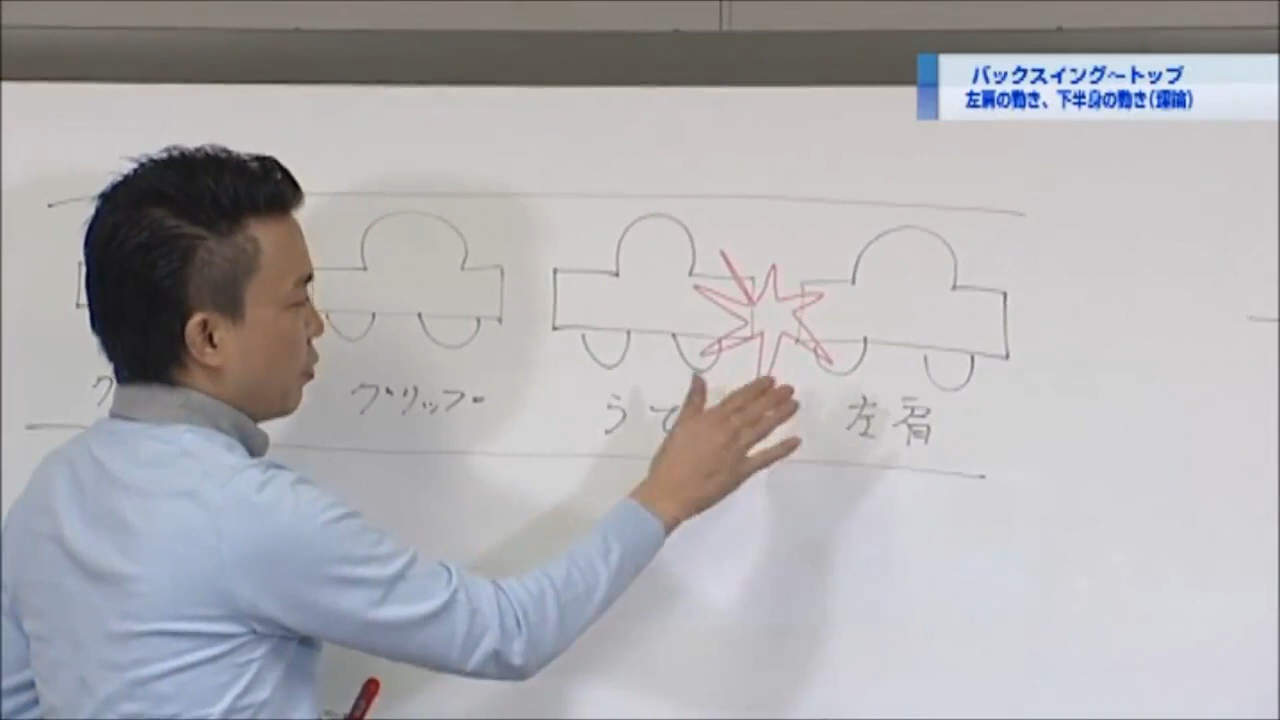 バックスイング〜トップ
左肩の動き、下半身の動き(理論)
グリップ
うで
左肩